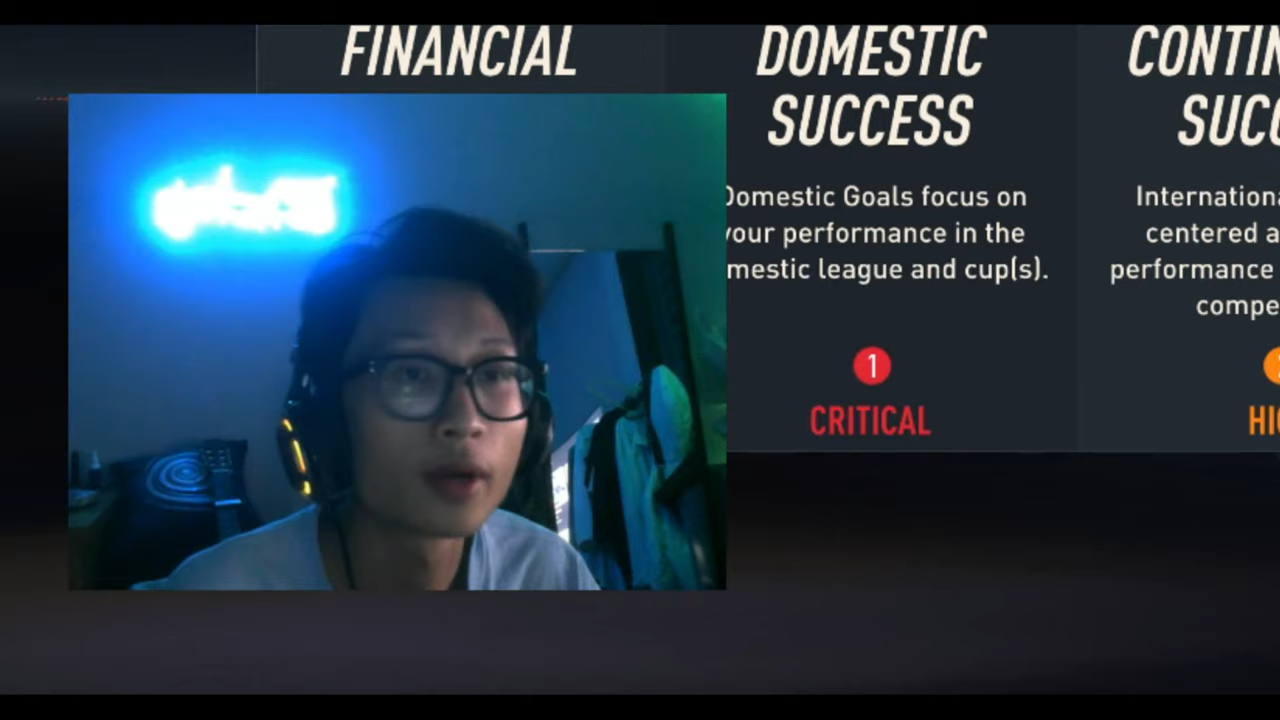 FINANCIAL
DOMESTIC
SUCCESS
Domestic Goals focus on
your performance in the
mestic league and cup(s).
1
CRITICAL
CONTIN
SUCC
Internationa
centered a
performance
compe
HI